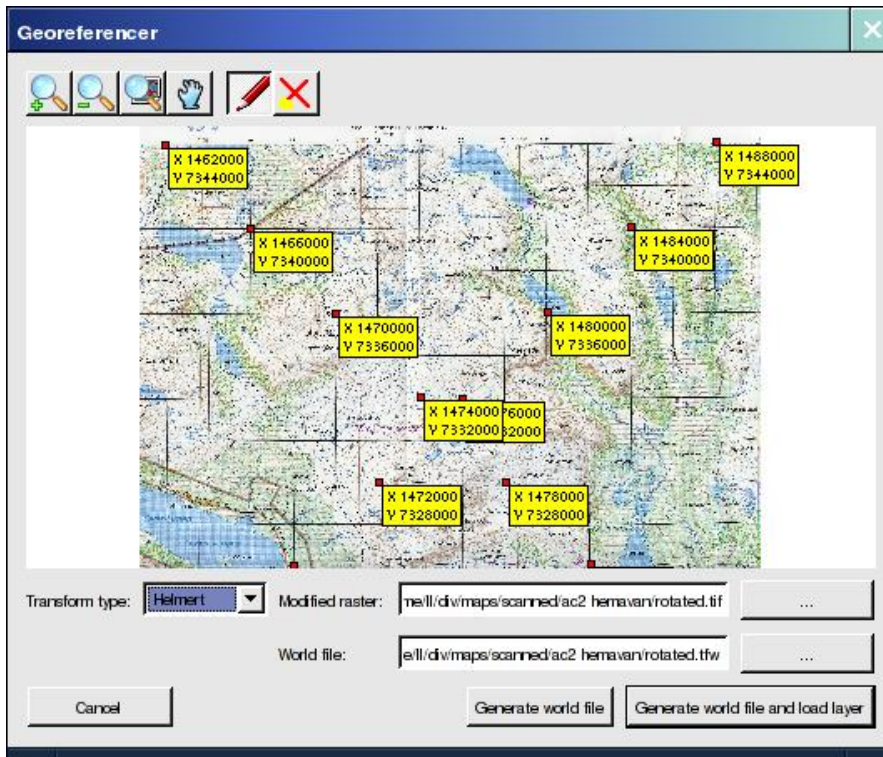 Georeferencer
X 1462000
Y 7344000
X 1488000
Y 7344000
X 1466000
Y 7340000
X 1484000
Y 7340000
X 1470000
Y 7336000
X 1480000
Y 7336000
X 1474000
Y 7332000
76000
32000
X 1472000
Y 7328000
X 1478000
Y 7328000
Transform type: Helmert Modified raster: me/ll/div/maps/scanned/ac2 hemavan/rotated.tif ...
World file: e/ll/div/maps/scanned/ac2 hemavan/rotated.tfw ...
Cancel Generate world file Generate world file and load layer